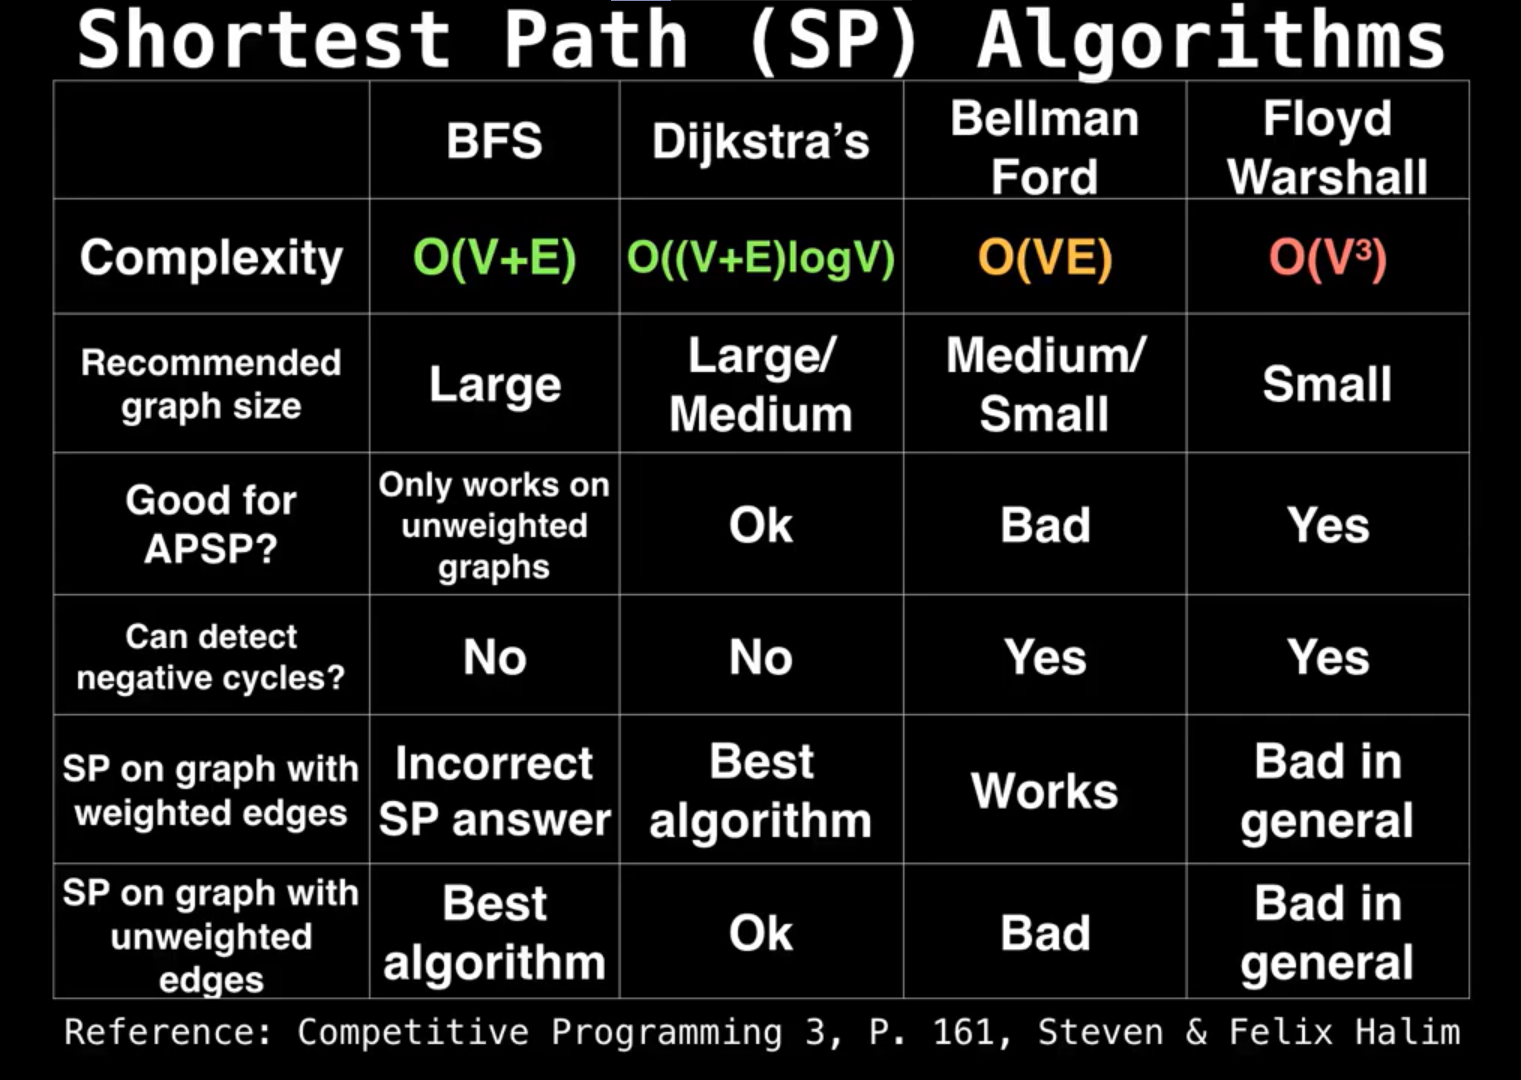 Shortest Path (SP) Algorithms
BFS
Dijkstra’s
Bellman
Ford
Floyd
Warshall
Complexity
O(V+E)
O((V+E)logV)
O(VE)
O(V³)
Recommended
graph size
Large
Large/
Medium
Medium/
Small
Small
Good for
APSP?
Only works on
unweighted
graphs
Ok
Bad
Yes
Can detect
negative cycles?
No
No
Yes
Yes
SP on graph with
weighted edges
Incorrect
SP answer
Best
algorithm
Works
Bad in
general
SP on graph with
unweighted
edges
Best
algorithm
Ok
Bad
Bad in
general
Reference: Competitive Programming 3, P. 161, Steven & Felix Halim